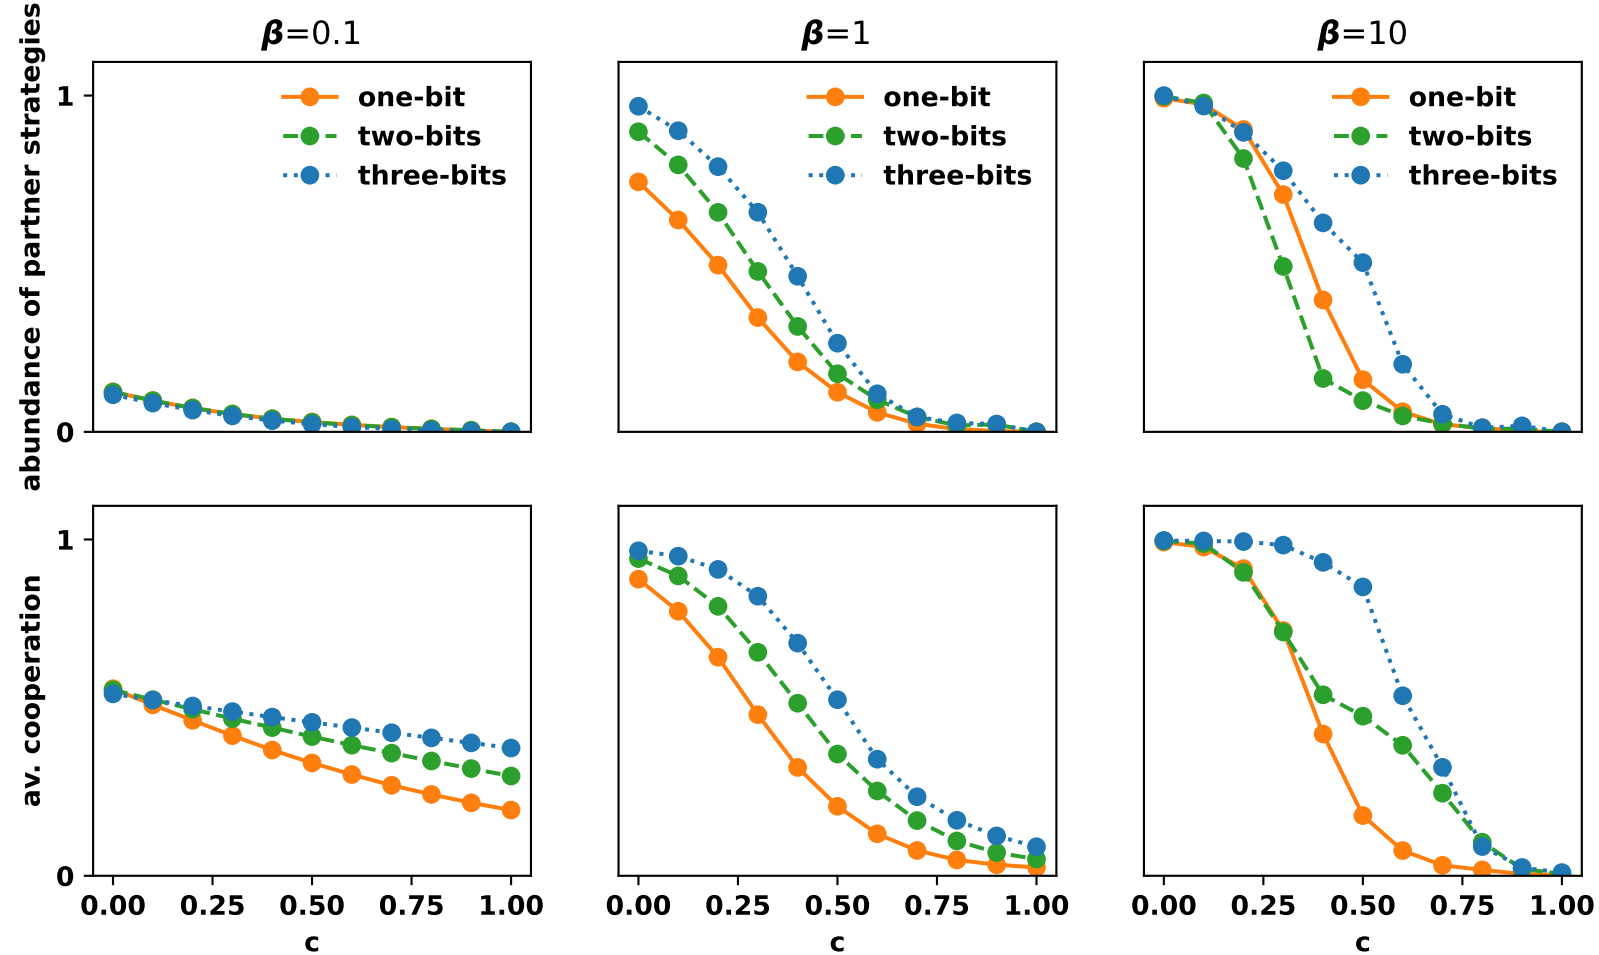 β=0.1
β=1
β=10
abundance of partner strategies
1
0
one-bit
two-bits
three-bits
one-bit
two-bits
three-bits
one-bit
two-bits
three-bits
av. cooperation
1
0
0.00 0.25 0.50 0.75 1.00
0.00 0.25 0.50 0.75 1.00
0.00 0.25 0.50 0.75 1.00
c
c
c